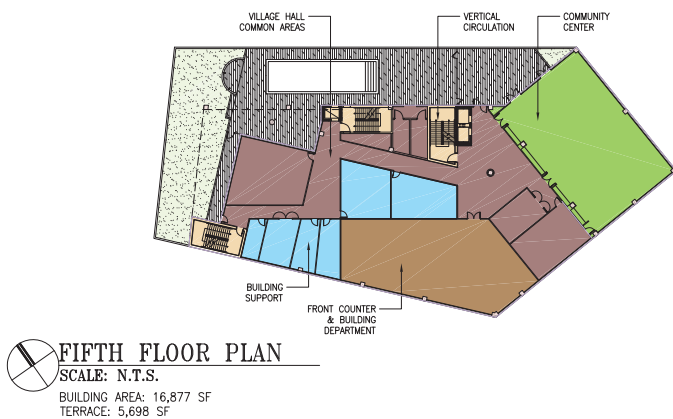 VILLAGE HALL
COMMON AREAS
VERTICAL
CIRCULATION
COMMUNITY
CENTER
BUILDING
SUPPORT
FRONT COUNTER
& BUILDING
DEPARTMENT
FIFTH FLOOR PLAN
SCALE: N.T.S.
BUILDING AREA: 16,877 SF
TERRACE: 5,698 SF